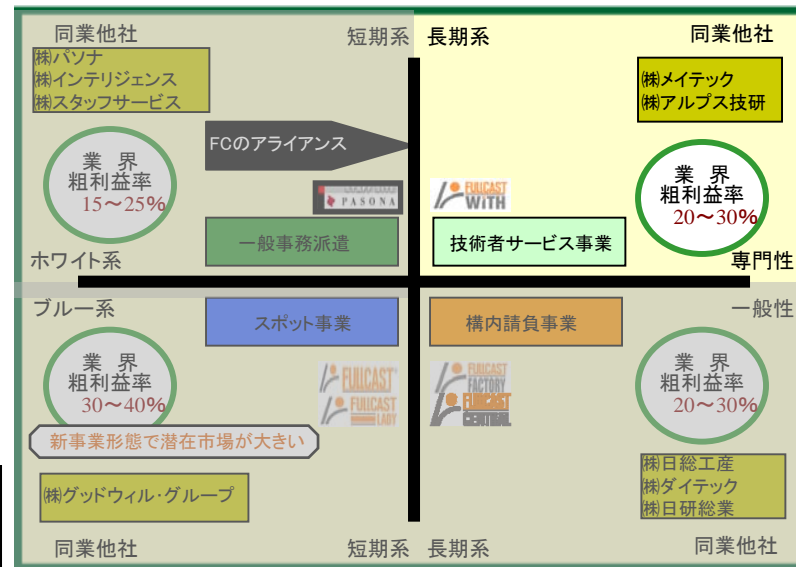 同業他社
短期系
長期系
同業他社
㈱パソナ
㈱インテリジェンス
㈱スタッフサービス
㈱メイテック
㈱アルプス技研
FCのアライアンス
業 界
粗利益率
15～25%
PASONA
FULLCAST
WiTH
業 界
粗利益率
20～30%
一般事務派遣
技術者サービス事業
ホワイト系
専門性
ブルー系
一般性
スポット事業
構内請負事業
業 界
粗利益率
30～40%
FULLCAST
FULLCAST
LADY
FULLCAST
FACTORY
FULLCAST
CENTRAL
業 界
粗利益率
20～30%
新事業形態で潜在市場が大きい
㈱グッドウィル・グループ
㈱日総工産
㈱ダイテック
㈱日研総業
同業他社
短期系
長期系
同業他社